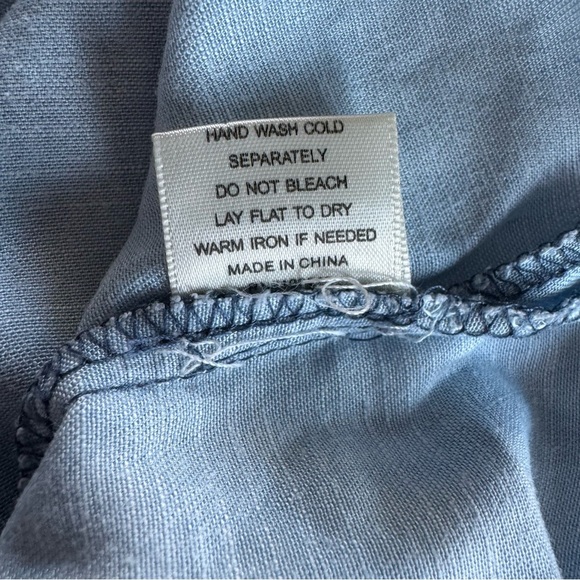 HAND WASH COLD
SEPARATELY
DO NOT BLEACH
LAY FLAT TO DRY
WARM IRON IF NEEDED
MADE IN CHINA